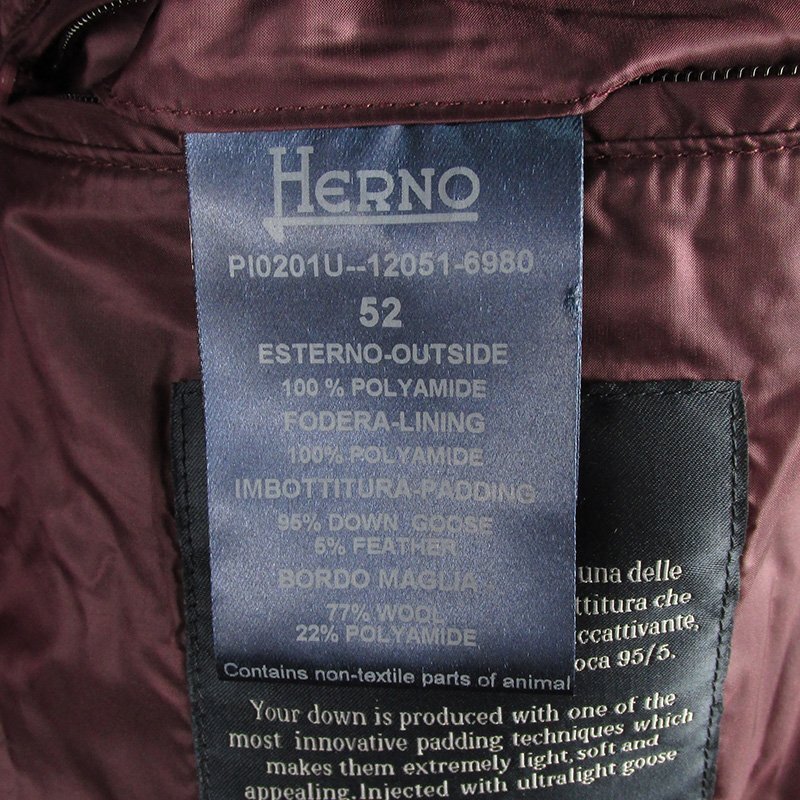 HERNO
PI0201U--12051-6980
52
ESTERNO-OUTSIDE
100 % POLYAMIDE
FODERA-LINING
100% POLYAMIDE
IMBOTTITURA-PADDING
95% DOWN GOOSE
5% FEATHER
BORDO MAGLIA
77% WOOL
22% POLYAMIDE
Contains non-textile parts of animal
una delle
ttitura che
ccattivante,
oca 95/5.
Your down is produced with one of the
most innovative padding techniques which
makes them extremely light, soft and
appealing. Injected with ultralight goose